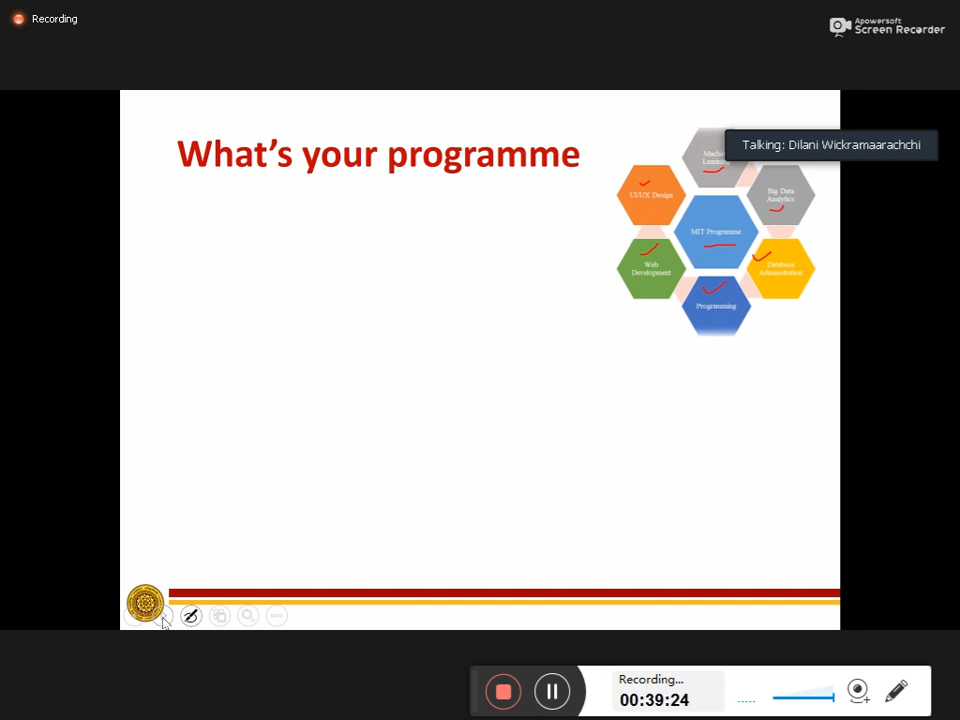 Recording
Apowersoft
Screen Recorder
What's your programme
Talking: Dilani Wickramaarachchi
Learning
UI/UX Design
Big Data
Analytics
MIT Programme
Web
Development
Database
Administration
Programming
Recording...
00:39:24